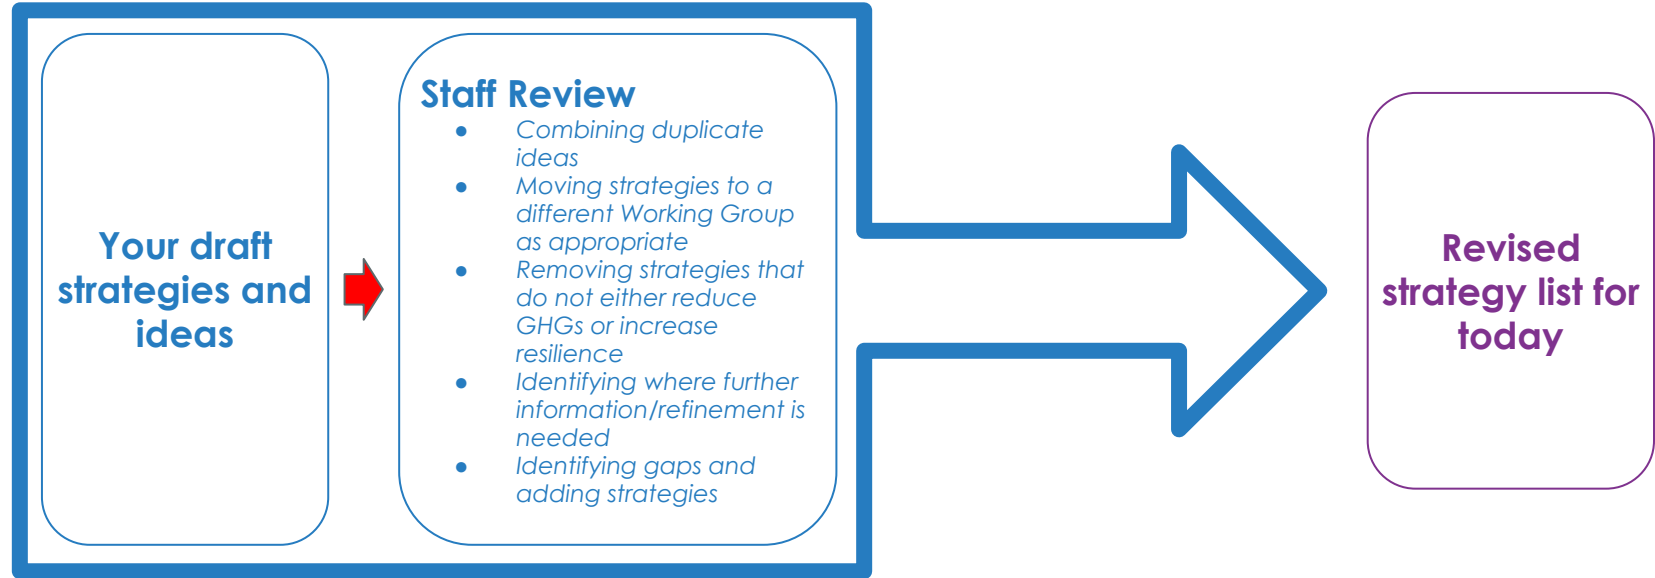 Your draft
strategies and
ideas
Staff Review
● Combining duplicate
ideas
● Moving strategies to a
different Working Group
as appropriate
● Removing strategies that
do not either reduce
GHGs or increase
resilience
● Identifying where further
information/refinement is
needed
● Identifying gaps and
adding strategies
Revised
strategy list for
today